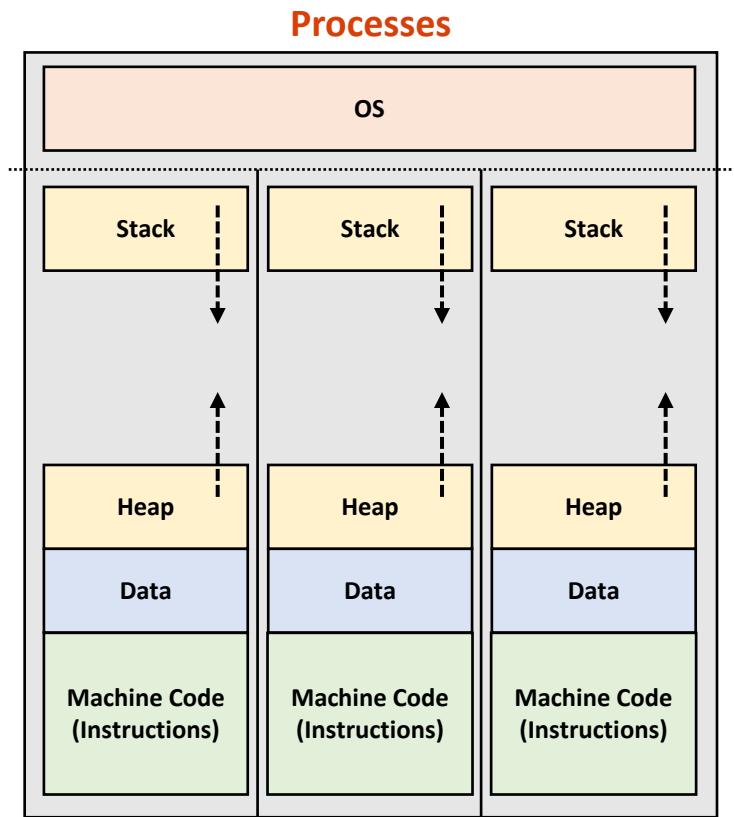 Processes
OS
Stack
Stack
Stack
Heap
Heap
Heap
Data
Data
Data
Machine Code
(Instructions)
Machine Code
(Instructions)
Machine Code
(Instructions)